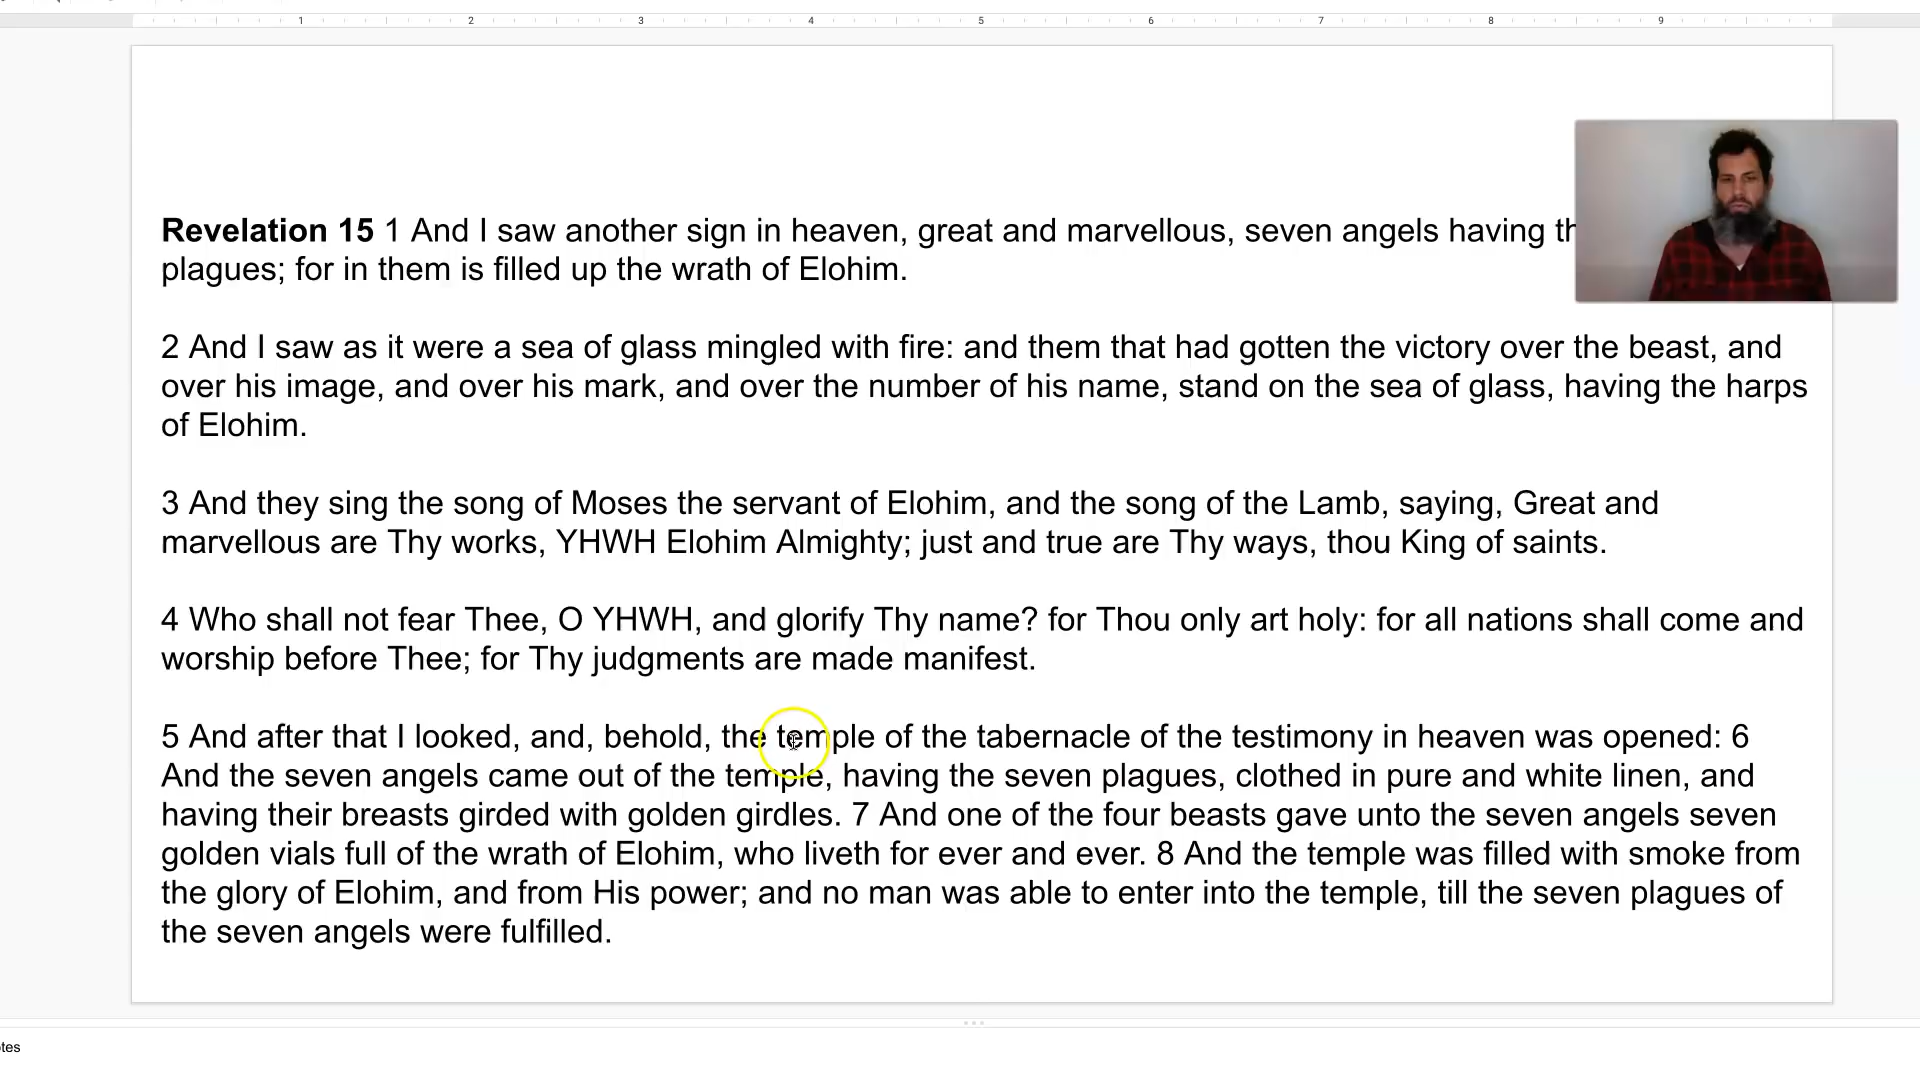 1 2 3 4 5 6 7 8 9
Revelation 15 1 And I saw another sign in heaven, great and marvellous, seven angels having
plagues; for in them is filled up the wrath of Elohim.
2 And I saw as it were a sea of glass mingled with fire: and them that had gotten the victory over the beast, and
over his image, and over his mark, and over the number of his name, stand on the sea of glass, having the harps
of Elohim.
3 And they sing the song of Moses the servant of Elohim, and the song of the Lamb, saying, Great and
marvellous are Thy works, YHWH Elohim Almighty; just and true are Thy ways, thou King of saints.
4 Who shall not fear Thee, O YHWH, and glorify Thy name? for Thou only art holy: for all nations shall come and
worship before Thee; for Thy judgments are made manifest.
5 And after that I looked, and, behold, the temple of the tabernacle of the testimony in heaven was opened: 6
And the seven angels came out of the temple, having the seven plagues, clothed in pure and white linen, and
having their breasts girded with golden girdles. 7 And one of the four beasts gave unto the seven angels seven
golden vials full of the wrath of Elohim, who liveth for ever and ever. 8 And the temple was filled with smoke from
the glory of Elohim, and from His power; and no man was able to enter into the temple, till the seven plagues of
the seven angels were fulfilled.